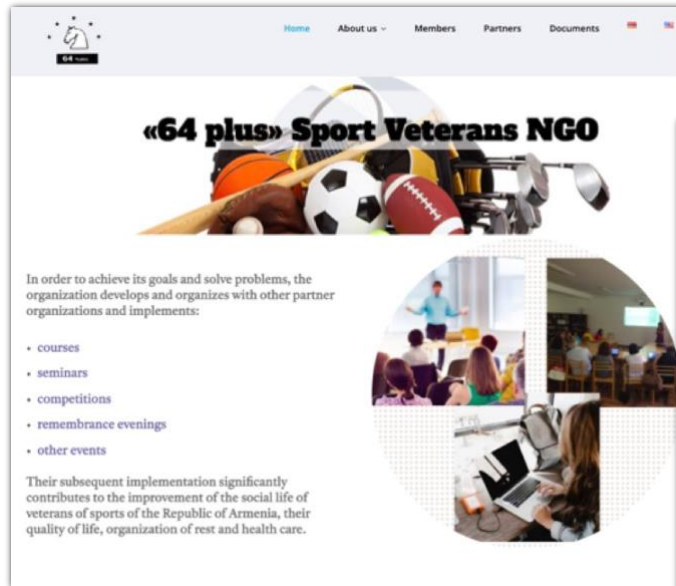 64 YEARS
Home
About us
Members
Partners
Documents
«64 plus» Sport Veterans NGO
In order to achieve its goals and solve problems, the
organization develops and organizes with other partner
organizations and implements:
courses
seminars
competitions
remembrance evenings
other events
Their subsequent implementation significantly
contributes to the improvement of the social life of
veterans of sports of the Republic of Armenia, their
quality of life, organization of rest and health care.